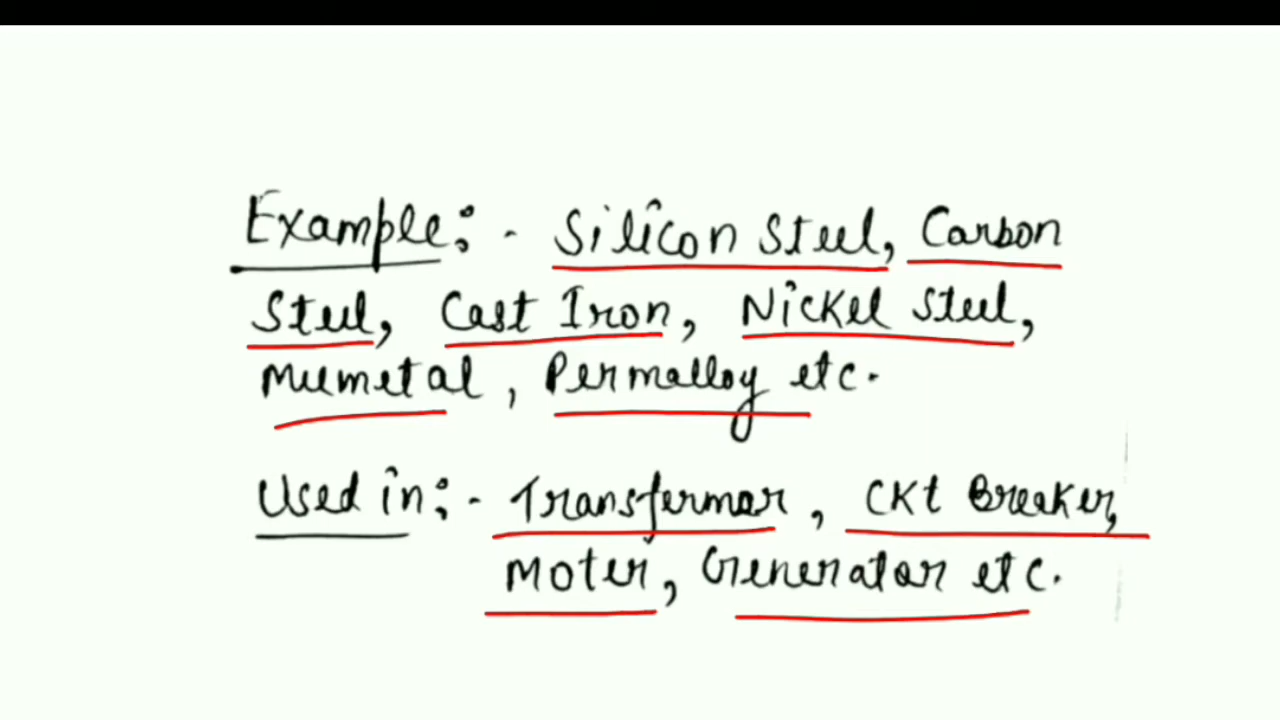 Example:- Silicon Steel, Carbon
Steel, Cast Iron, Nickel Steel,
Mumetal, Permalloy etc.
Used in:- Transfermor, CKt Breaker,
Moter, Generator etc.